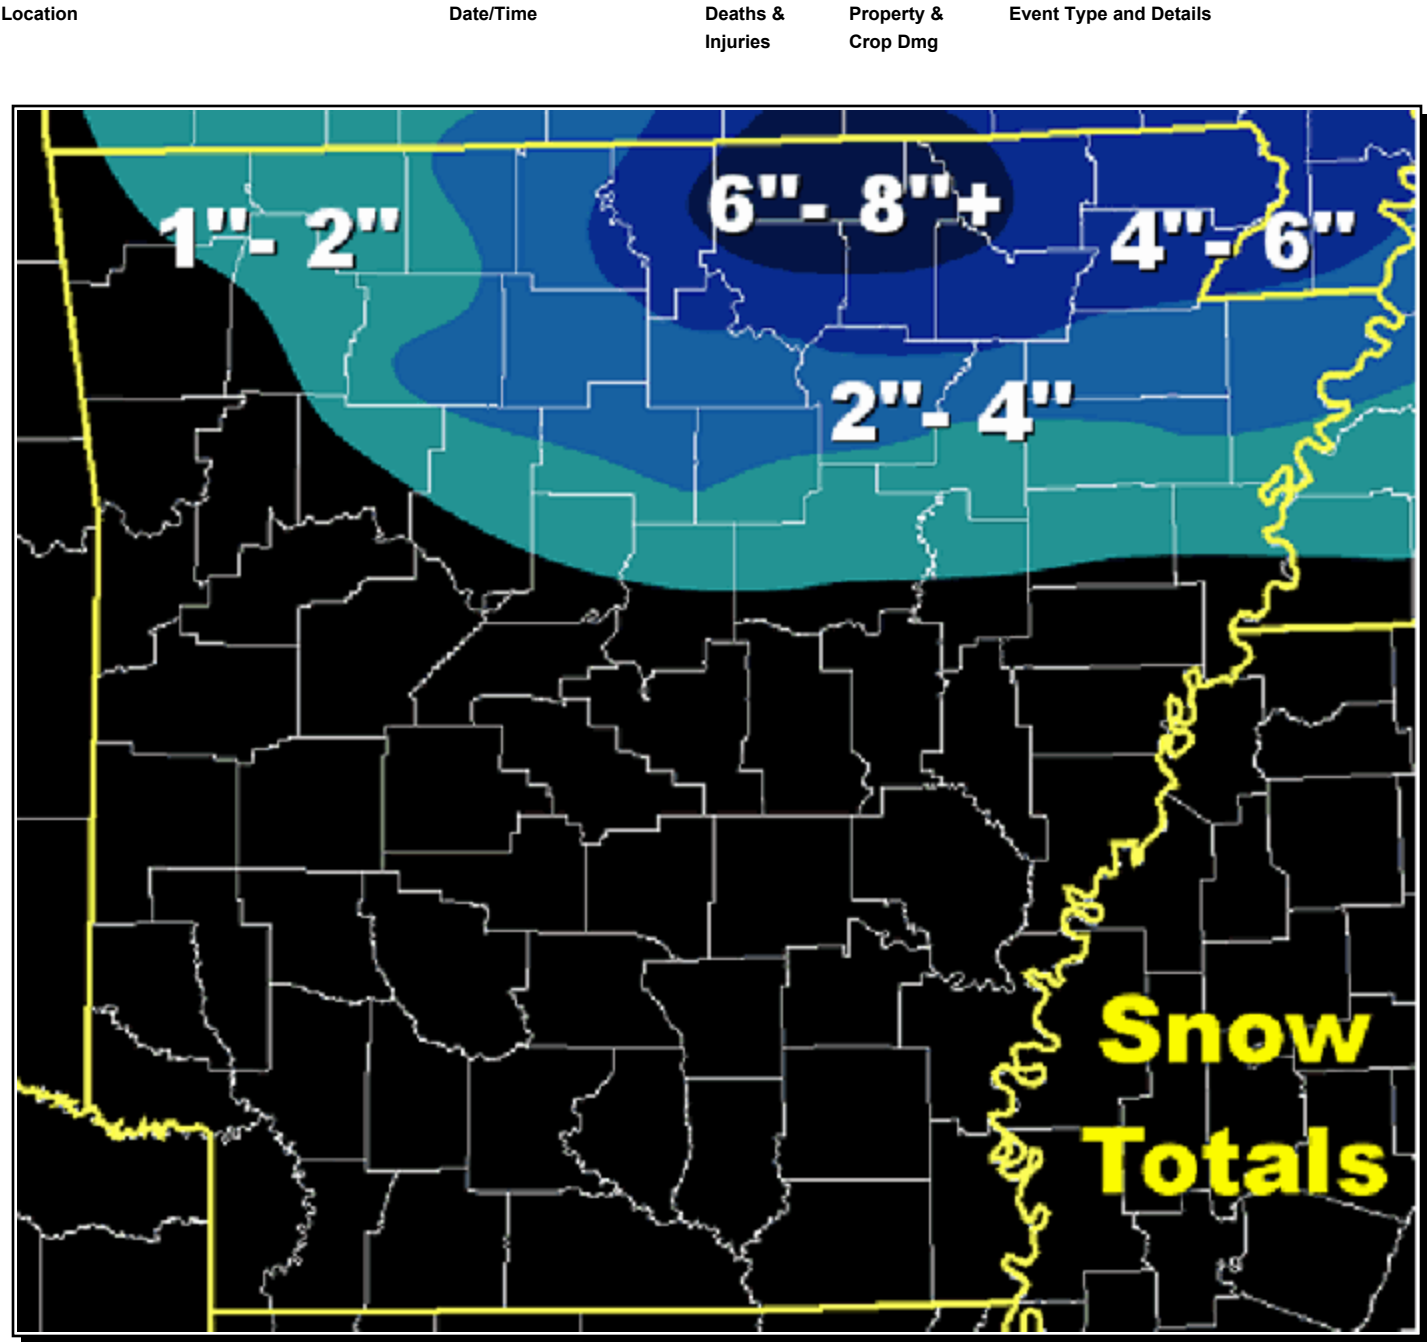 Location Date/Time Deaths & Property & Event Type and Details
Injuries Crop Dmg
6"- 8"+
1"- 2" 4"- 6"
2"- 4"
Snow
Totals